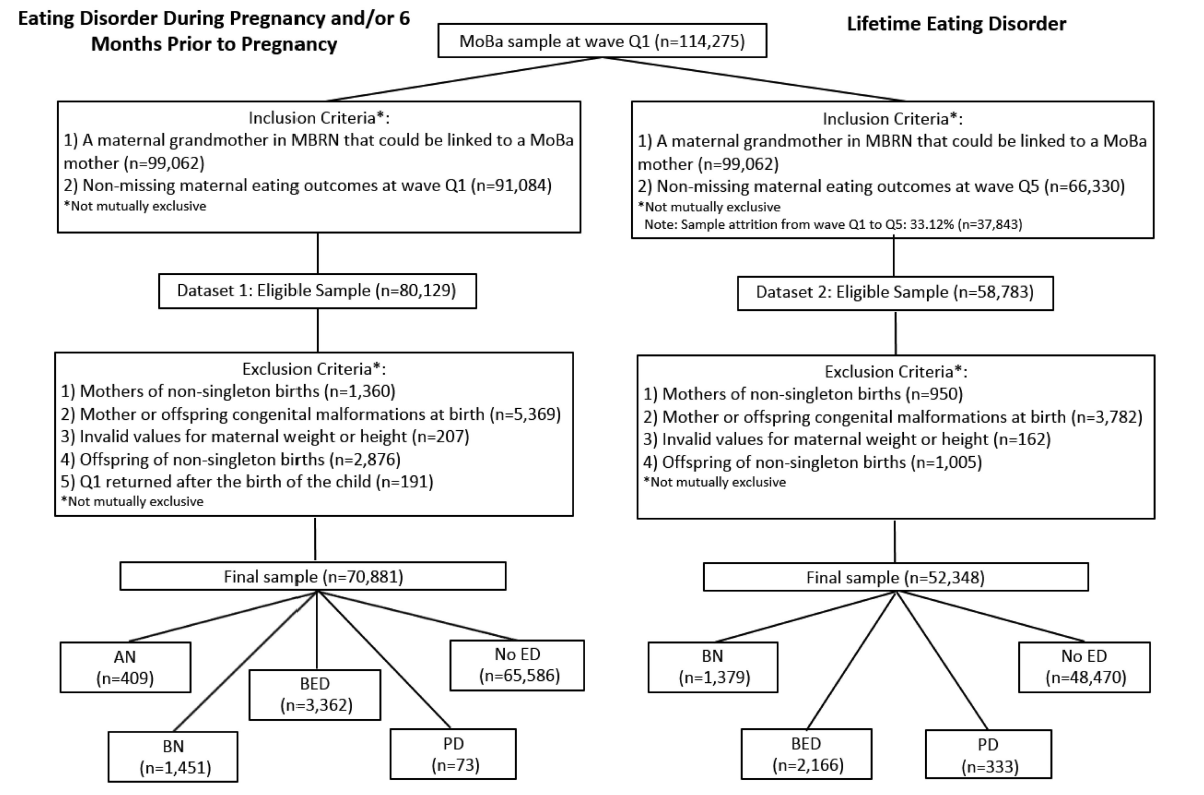 Eating Disorder During Pregnancy and/or 6
Months Prior to Pregnancy
Lifetime Eating Disorder
MoBa sample at wave Q1 (n=114,275)
Inclusion Criteria*:
1) A maternal grandmother in MBRN that could be linked to a MoBa
mother (n=99,062)
2) Non-missing maternal eating outcomes at wave Q1 (n=91,084)
*Not mutually exclusive
Inclusion Criteria*:
1) A maternal grandmother in MBRN that could be linked to a MoBa
mother (n=99,062)
2) Non-missing maternal eating outcomes at wave Q5 (n=66,330)
*Not mutually exclusive
Note: Sample attrition from wave Q1 to Q5: 33.12% (n=37,843)
Dataset 1: Eligible Sample (n=80,129)
Dataset 2: Eligible Sample (n=58,783)
Exclusion Criteria*:
1) Mothers of non-singleton births (n=1,360)
2) Mother or offspring congenital malformations at birth (n=5,369)
3) Invalid values for maternal weight or height (n=207)
4) Offspring of non-singleton births (n=2,876)
5) Q1 returned after the birth of the child (n=191)
*Not mutually exclusive
Exclusion Criteria*:
1) Mothers of non-singleton births (n=950)
2) Mother or offspring congenital malformations at birth (n=3,782)
3) Invalid values for maternal weight or height (n=162)
4) Offspring of non-singleton births (n=1,005)
*Not mutually exclusive
Final sample (n=70,881)
Final sample (n=52,348)
AN
(n=409)
BN
(n=1,451)
BED
(n=3,362)
PD
(n=73)
No ED
(n=65,586)
BN
(n=1,379)
BED
(n=2,166)
PD
(n=333)
No ED
(n=48,470)